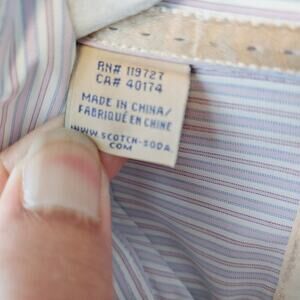 RN# 119727
CA# 40174
MADE IN CHINA/
FABRIQUÉ EN CHINE
WWW.SCOTCH-SODA.
COM